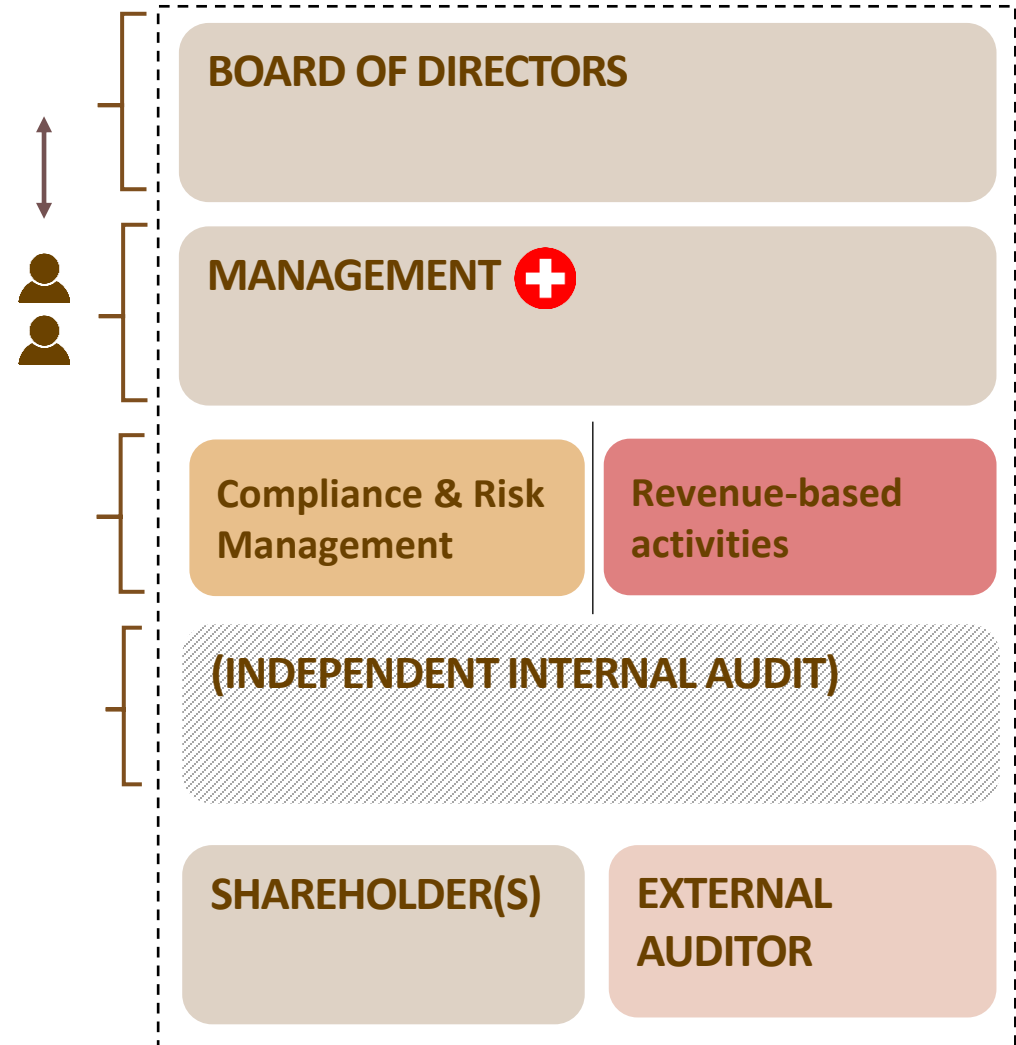 BOARD OF DIRECTORS
MANAGEMENT
Compliance & Risk
Management
Revenue-based
activities
(INDEPENDENT INTERNAL AUDIT)
SHAREHOLDER(S)
EXTERNAL
AUDITOR